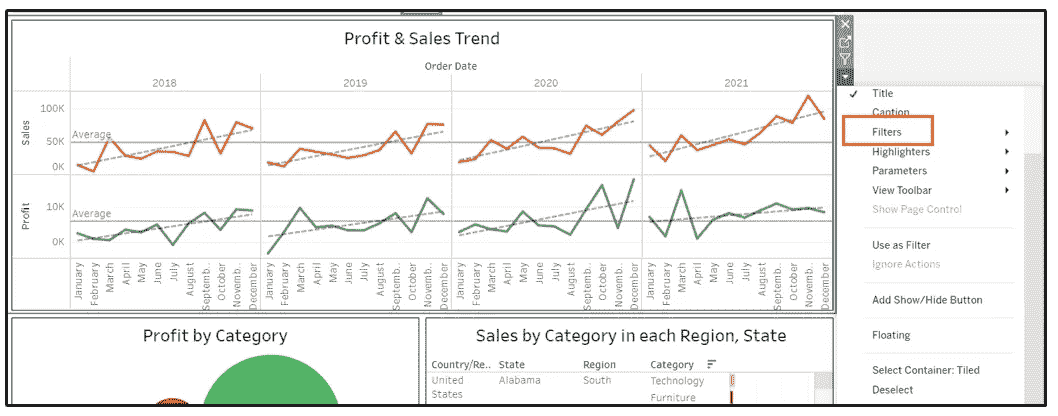 Profit & Sales Trend
Order Date
2018 2019 2020 2021
Sales
100K
Average
50K
0K
Profit
10K
Average
0K
January February March April May June July August Septemb.. October Novemb.. December January February March April May June July August Septemb.. October Novemb.. December January February March April May June July August Septemb.. October Novemb.. December January February March April May June July August Septemb.. October Novemb.. December
Title
Caption
Filters
Highlighters
Parameters
View Toolbar
Show Page Control
Use as Filter
Ignore Actions
Add Show/Hide Button
Floating
Select Container: Tiled
Deselect
Profit by Category
Sales by Category in each Region, State
Country/Re.. State Region Category
United Alabama South Technology
States Furniture